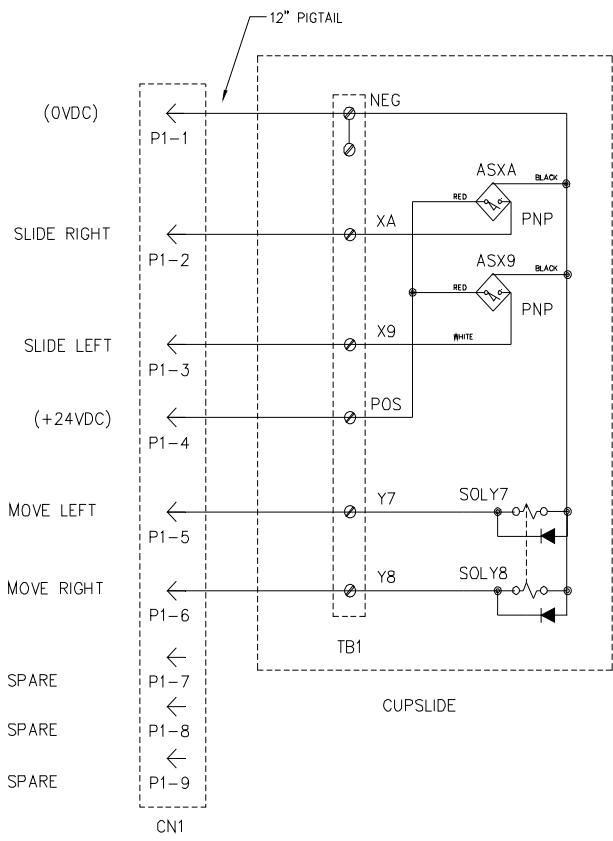 12" PIGTAIL
(0VDC)
P1-1
NEG
ASXA
BLACK
RED
PNP
SLIDE RIGHT
P1-2
XA
ASX9
BLACK
RED
PNP
SLIDE LEFT
P1-3
X9
WHITE
(+24VDC)
P1-4
POS
MOVE LEFT
P1-5
Y7
SOLY7
MOVE RIGHT
P1-6
Y8
SOLY8
TB1
SPARE
P1-7
CUPSLIDE
SPARE
P1-8
SPARE
P1-9
CN1